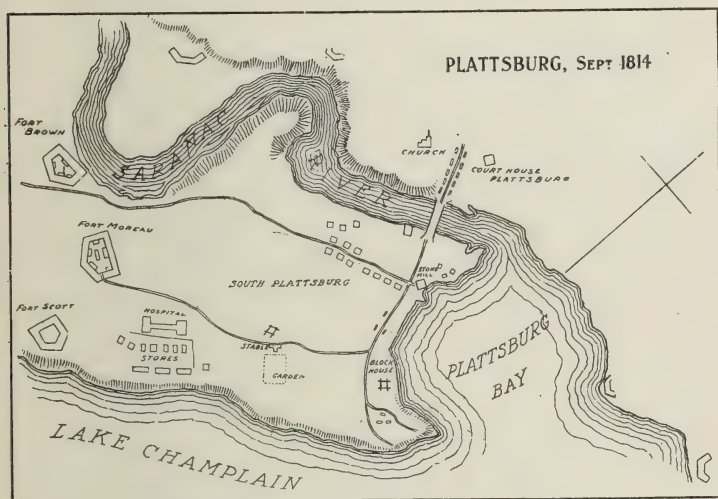 PLATTSBURG, SEPT 1814
FORT
BROWN
SARANAC
RIVER
CHURCH
COURT HOUSE
PLATTSBURG
FORT MOREAU
SOUTH PLATTSBURG
STONE
MILL
FORT SCOTT
HOSPITAL
STORES
STABLE
GARDEN
BLOCK
HOUSE
PLATTSBURG
BAY
LAKE CHAMPLAIN